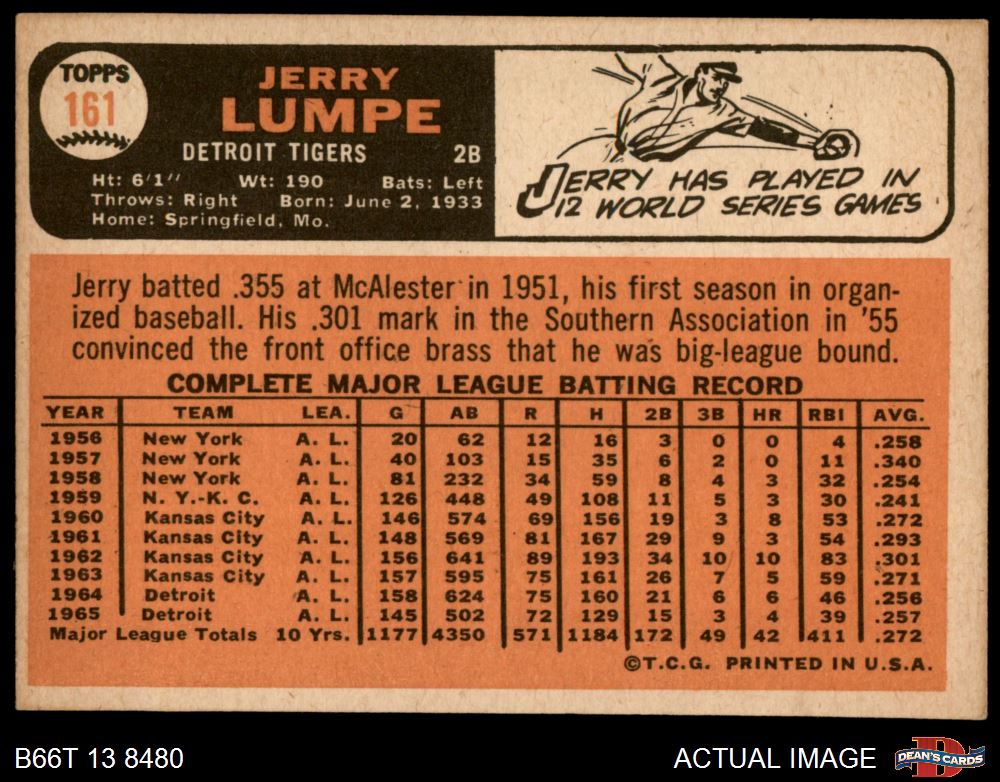 TOPPS
161
JERRY
LUMPE
DETROIT TIGERS 2B
Ht: 6'1'' Wt: 190 Bats: Left
Throws: Right Born: June 2, 1933
Home: Springfield, Mo.
JERRY HAS PLAYED IN
12 WORLD SERIES GAMES
Jerry batted .355 at McAlester in 1951, his first season in organ-
ized baseball. His .301 mark in the Southern Association in '55
convinced the front office brass that he was big-league bound.
COMPLETE MAJOR LEAGUE BATTING RECORD
YEAR TEAM LEA. G AB R H 2B 3B HR RBI AVG.
1956 New York A. L. 20 62 12 16 3 0 0 4 .258
1957 New York A. L. 40 103 15 35 6 2 0 11 .340
1958 New York A. L. 81 232 34 59 8 4 3 32 .254
1959 N. Y.-K. C. A. L. 126 448 49 108 11 5 3 30 .241
1960 Kansas City A. L. 146 574 69 156 19 3 8 53 .272
1961 Kansas City A. L. 148 569 81 167 29 9 3 54 .293
1962 Kansas City A. L. 156 641 89 193 34 10 10 83 .301
1963 Kansas City A. L. 157 595 75 161 26 7 5 59 .271
1964 Detroit A. L. 158 624 75 160 21 6 6 46 .256
1965 Detroit A. L. 145 502 72 129 15 3 4 39 .257
Major League Totals 10 Yrs. 1177 4350 571 1184 172 49 42 411 .272
©T.C.G. PRINTED IN U.S.A.
B66T 13 8480
ACTUAL IMAGE
D
DEAN'S CARDS